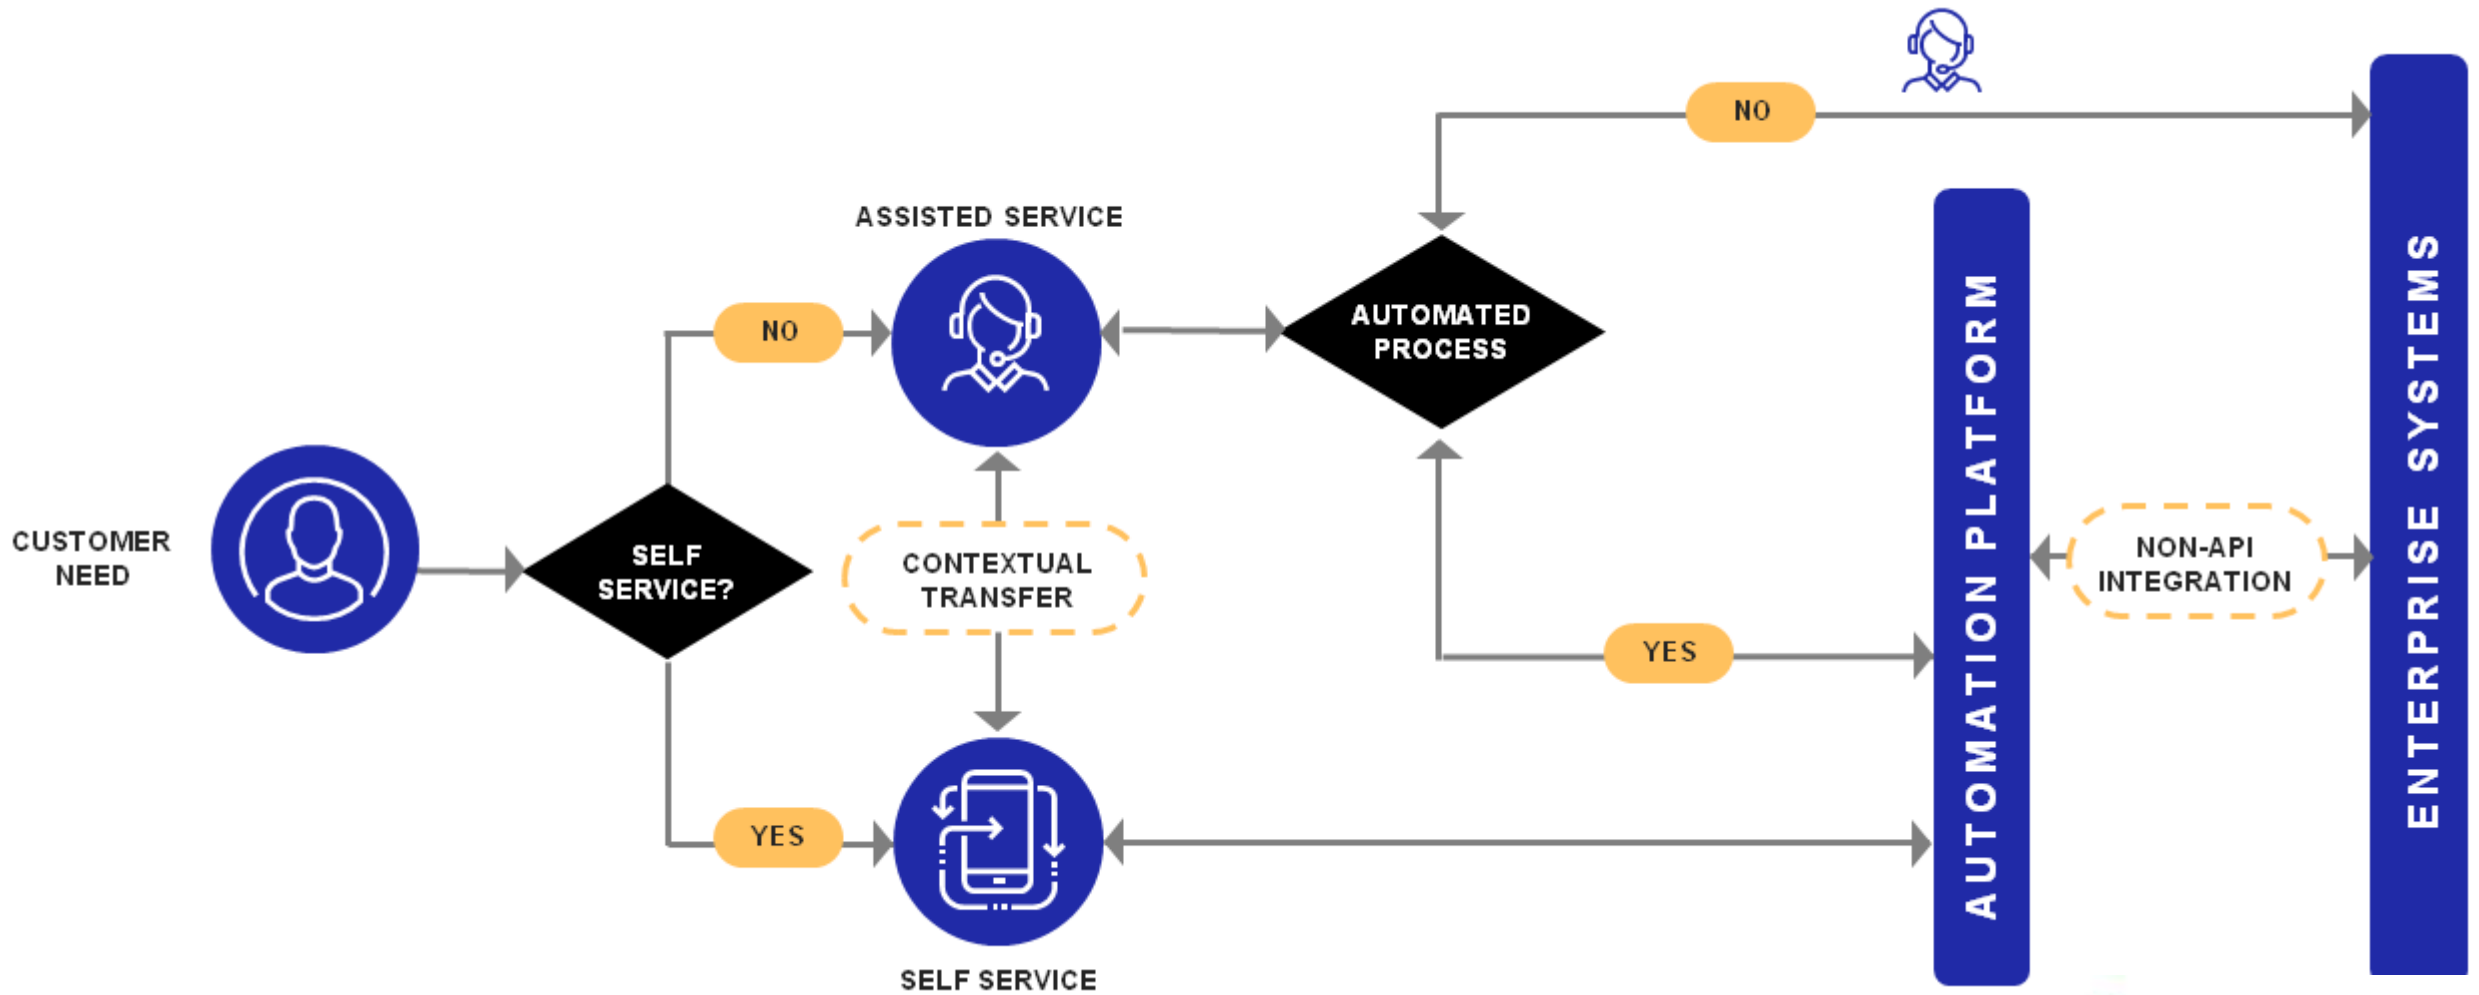 NO
ASSISTED SERVICE
NO
AUTOMATED
PROCESS
CUSTOMER
NEED
SELF
SERVICE?
CONTEXTUAL
TRANSFER
YES
AUTOMATION PLATFORM
NON-API
INTEGRATION
ENTERPRISE SYSTEMS
YES
SELF SERVICE